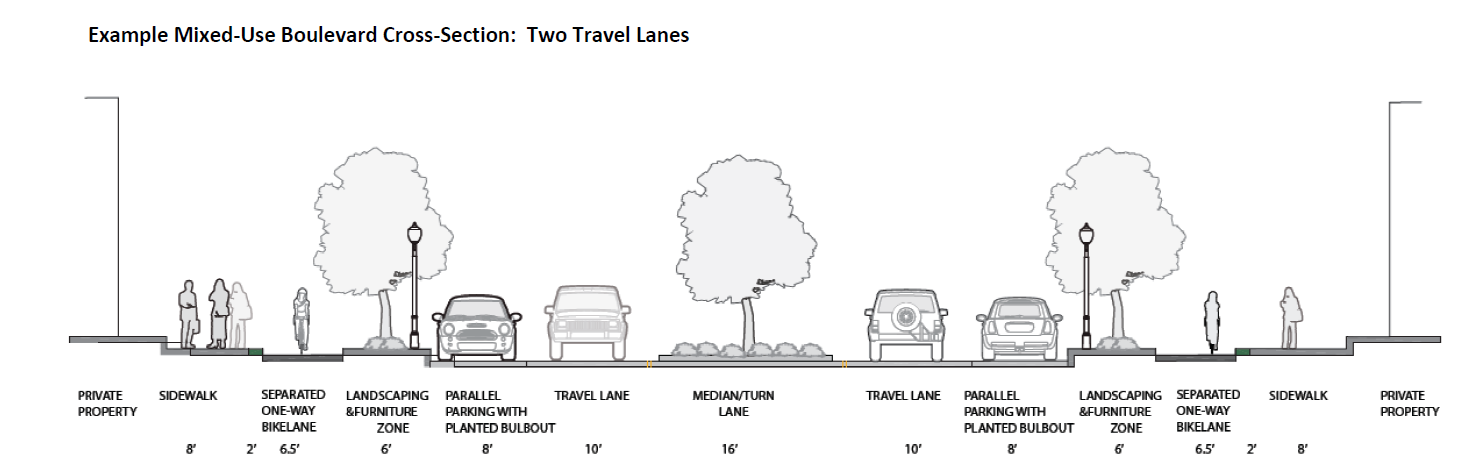 Example Mixed-Use Boulevard Cross-Section:  Two Travel Lanes
PRIVATE
PROPERTY
SIDEWALK
SEPARATED
ONE-WAY
BIKELANE
LANDSCAPING
&FURNITURE
ZONE
PARALLEL
PARKING WITH
PLANTED BULBOUT
TRAVEL LANE
MEDIAN/TURN
LANE
TRAVEL LANE
PARALLEL
PARKING WITH
PLANTED BULBOUT
LANDSCAPING
&FURNITURE
ZONE
SEPARATED
ONE-WAY
BIKELANE
SIDEWALK
PRIVATE
PROPERTY
8’ 2’ 6.5’ 6’ 8’ 10’ 16’ 10’ 8’ 6’ 6.5’ 2’ 8’